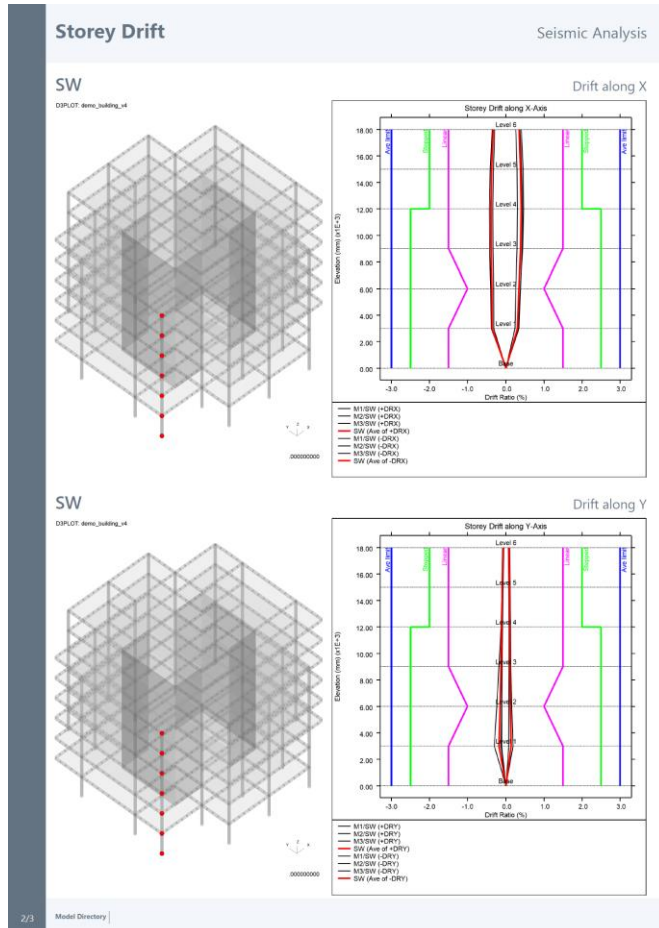 Storey Drift
Seismic Analysis
SW
Drift along X
D3PLOT: demo_building_v4
Storey Drift along X-Axis
Level 6
Level 5
Level 4
Level 3
Level 2
Level 1
Base
Ave limit
Stepped
Linear
Linear
Stepped
Ave limit
18.00
16.00
14.00
12.00
10.00
8.00
6.00
4.00
2.00
0.00
Elevation (mm) (x1E+3)
-3.0 -2.0 -1.0 0.0 1.0 2.0 3.0
Drift Ratio (%)
M1/SW (+DRX)
M2/SW (+DRX)
M3/SW (+DRX)
SW (Ave of +DRX)
M1/SW (-DRX)
M2/SW (-DRX)
M3/SW (-DRX)
SW (Ave of -DRX)
Y Z X
.000000000
SW
Drift along Y
D3PLOT: demo_building_v4
Storey Drift along Y-Axis
Level 6
Level 5
Level 4
Level 3
Level 2
Level 1
Base
Ave limit
Stepped
Linear
Linear
Stepped
Ave limit
18.00
16.00
14.00
12.00
10.00
8.00
6.00
4.00
2.00
0.00
Elevation (mm) (x1E+3)
-3.0 -2.0 -1.0 0.0 1.0 2.0 3.0
Drift Ratio (%)
M1/SW (+DRY)
M2/SW (+DRY)
M3/SW (+DRY)
SW (Ave of +DRY)
M1/SW (-DRY)
M2/SW (-DRY)
M3/SW (-DRY)
SW (Ave of -DRY)
Y Z X
.000000000
2/3
Model Directory